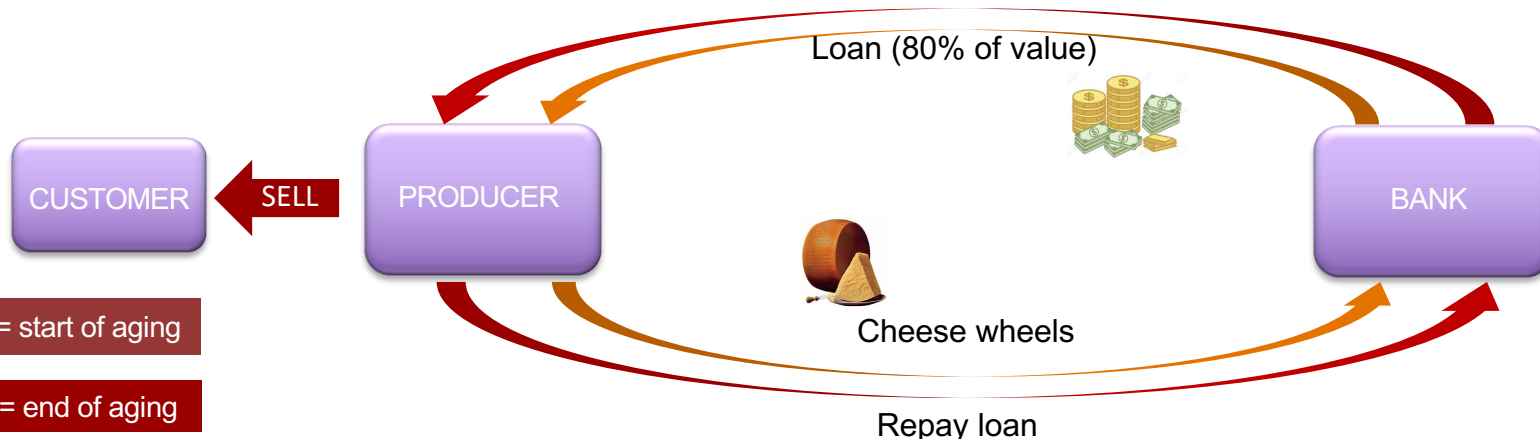 Loan (80% of value)
CUSTOMER
SELL
PRODUCER
BANK
= start of aging
Cheese wheels
= end of aging
Repay loan